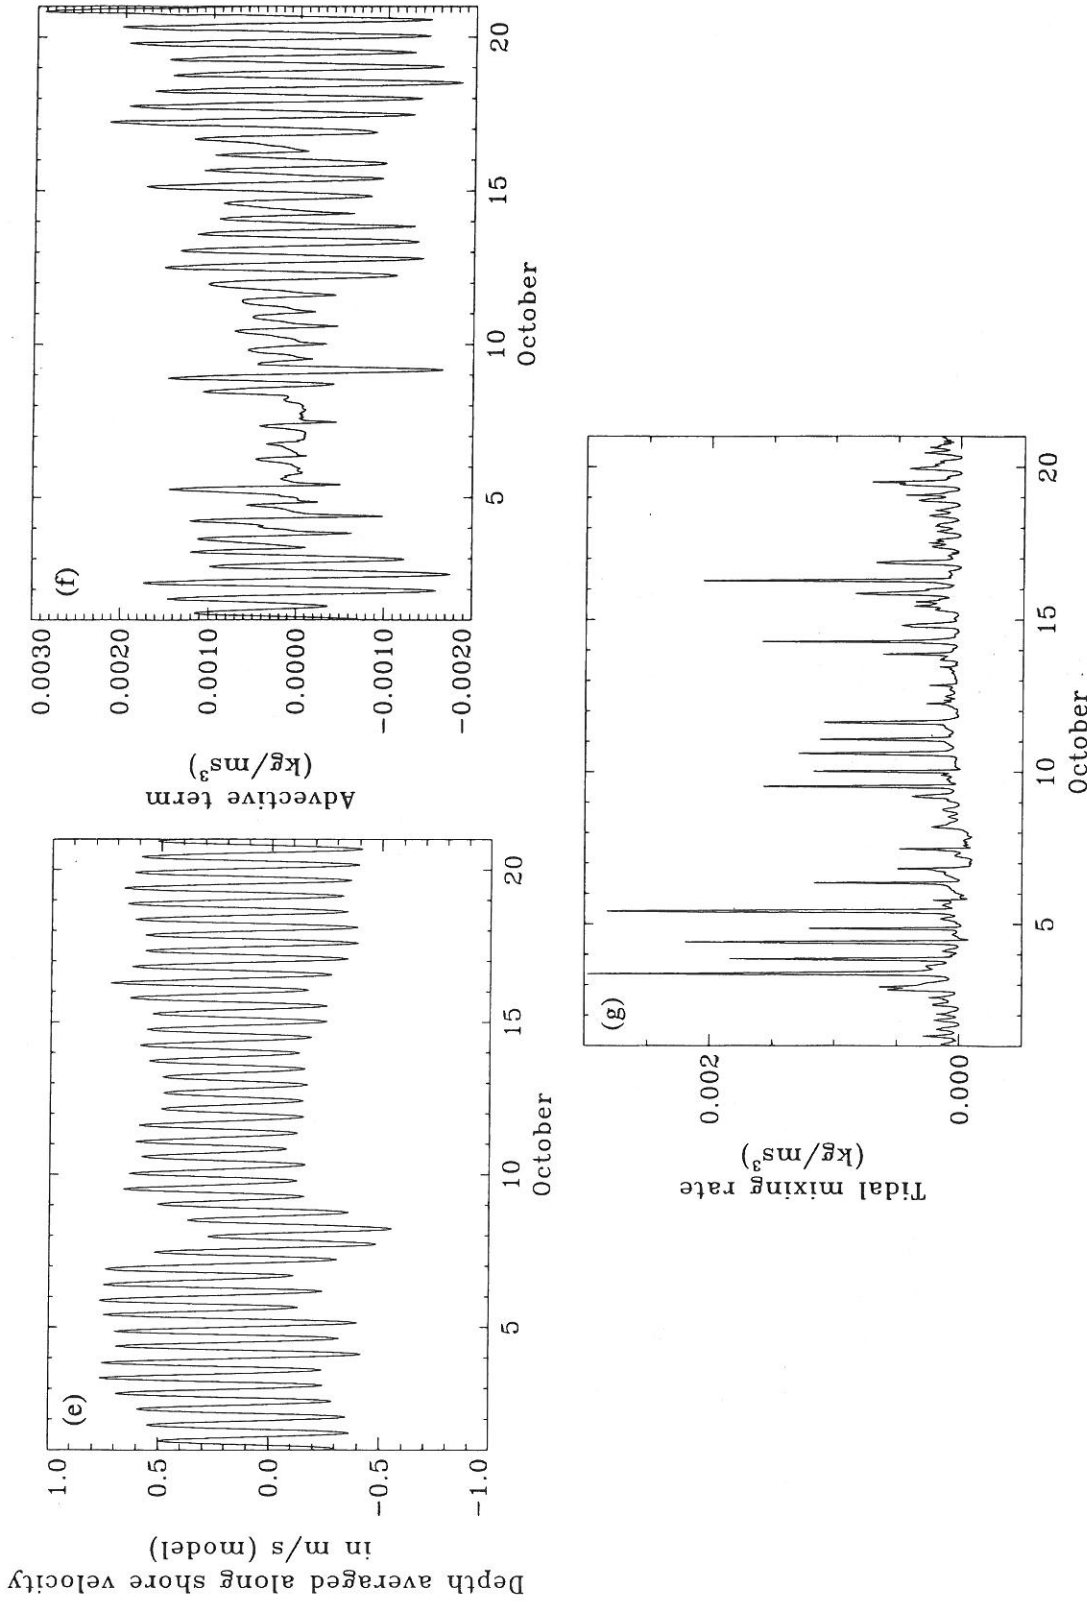 (e)
Depth averaged along shore velocity
in m/s (model)
1.0
0.5
0.0
-0.5
-1.0
5
10
15
20
October
(f)
Advective term
(kg/ms³)
0.0030
0.0020
0.0010
0.0000
-0.0010
-0.0020
5
10
15
20
October
(g)
Tidal mixing rate
(kg/ms³)
0.002
0.000
5
10
15
20
October